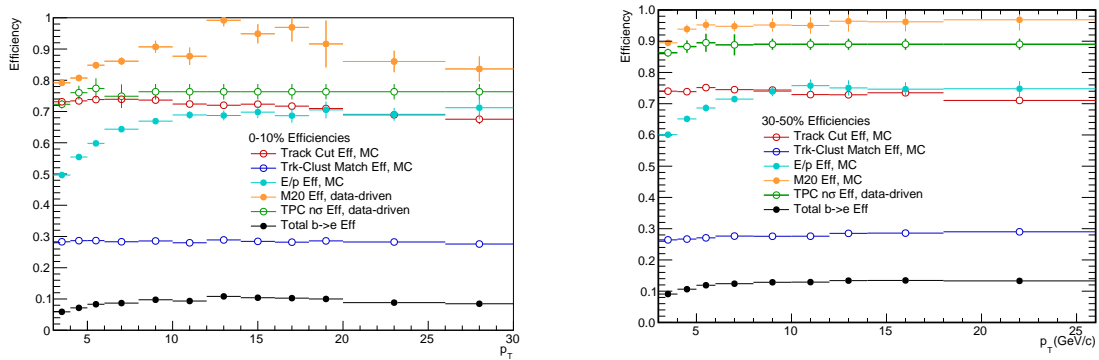 Efficiency
1
0.9
0.8
0.7
0.6
0.5
0.4
0.3
0.2
0.1
0
0-10% Efficiencies
Track Cut Eff, MC
Trk-Clust Match Eff, MC
E/p Eff, MC
M20 Eff, data-driven
TPC nσ Eff, data-driven
Total b->e Eff
5 10 15 20 25 30
p_T
Efficiency
1.0
0.9
0.8
0.7
0.6
0.5
0.4
0.3
0.2
0.1
0.0
30-50% Efficiencies
Track Cut Eff, MC
Trk-Clust Match Eff, MC
E/p Eff, MC
M20 Eff, data-driven
TPC nσ Eff, data-driven
Total b->e Eff
5 10 15 20 25
p_T(GeV/c)